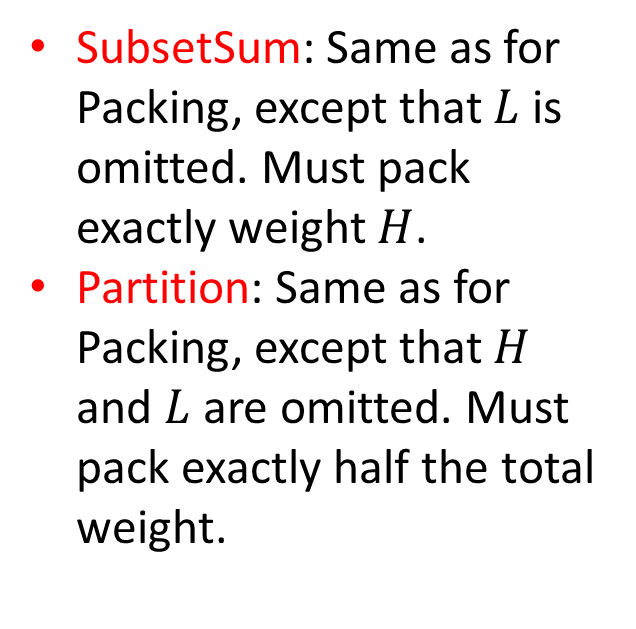 • SubsetSum: Same as for
Packing, except that L is
omitted. Must pack
exactly weight H.
• Partition: Same as for
Packing, except that H
and L are omitted. Must
pack exactly half the total
weight.